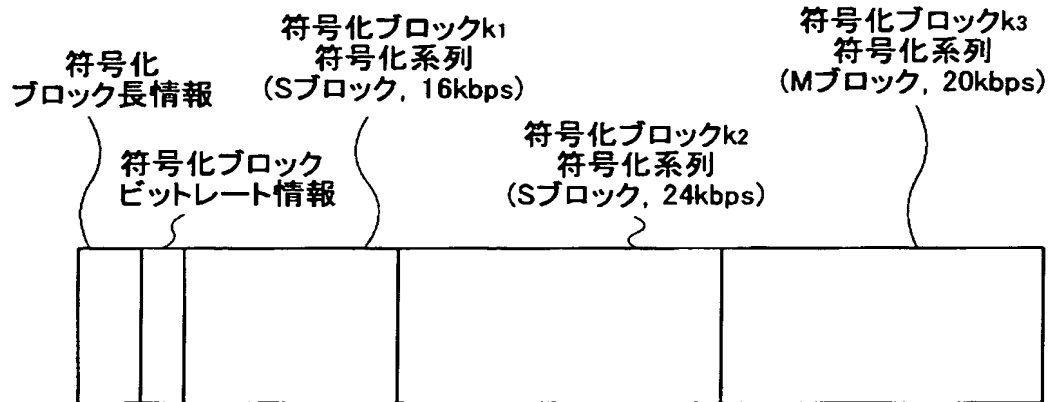 符号化
ブロック長情報
符号化ブロック
ビットレート情報
符号化ブロックk1
符号化系列
(Sブロック, 16kbps)
符号化ブロックk2
符号化系列
(Sブロック, 24kbps)
符号化ブロックk3
符号化系列
(Mブロック, 20kbps)